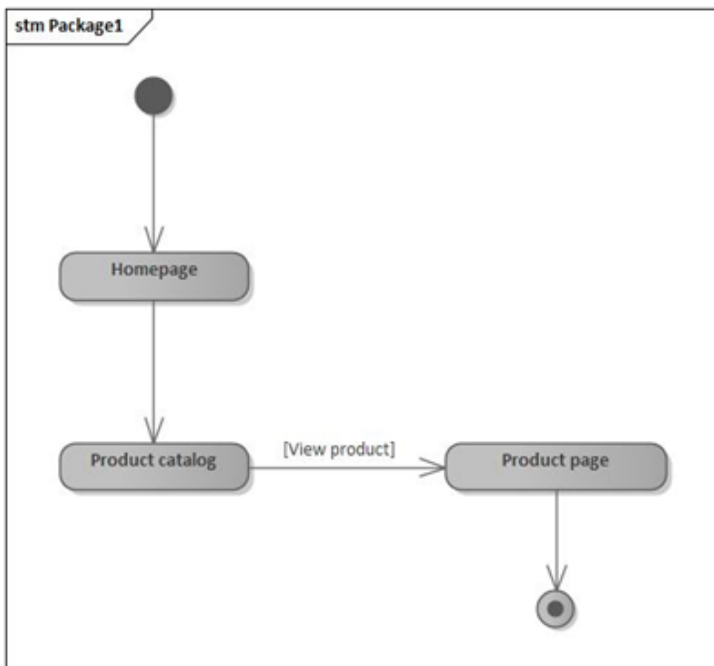 stm Package1
Homepage
Product catalog
[View product]
Product page